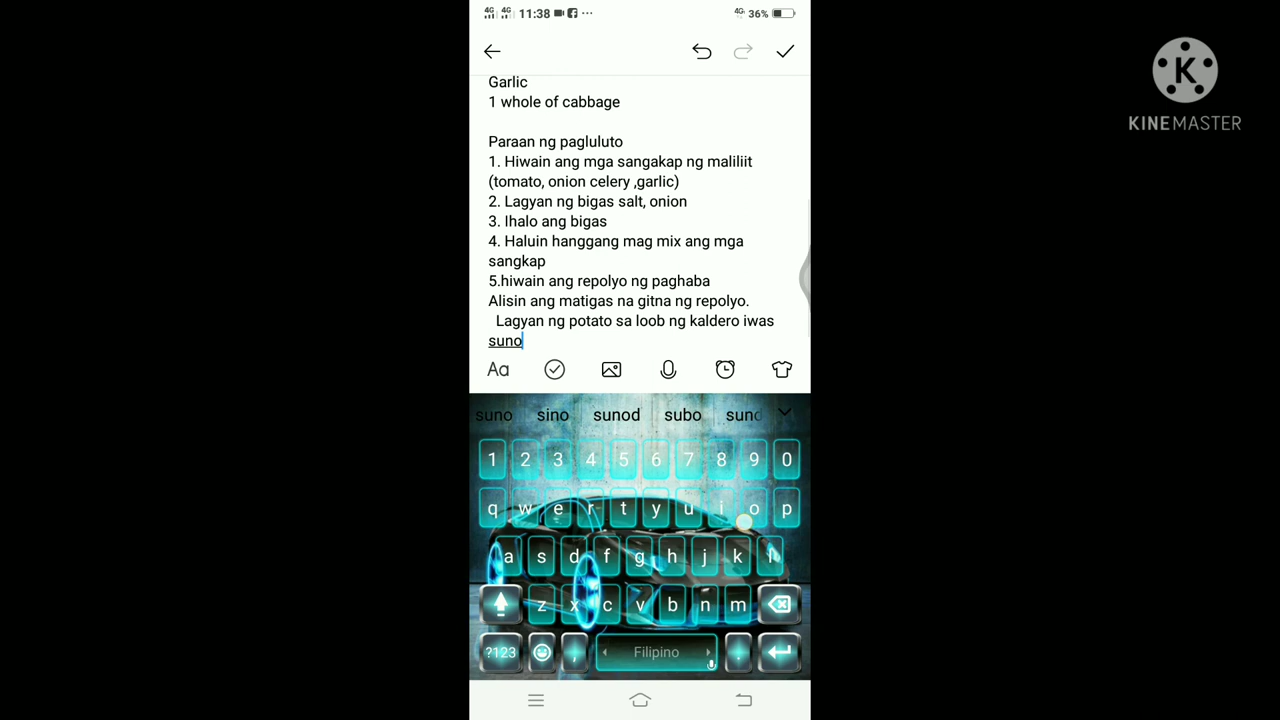 4G 4G 11:38 ... 4G 36%
Garlic
1 whole of cabbage
Paraan ng pagluluto
1. Hiwain ang mga sangakap ng maliliit
(tomato, onion celery ,garlic)
2. Lagyan ng bigas salt, onion
3. Ihalo ang bigas
4. Haluin hanggang mag mix ang mga
sangkap
5.hiwain ang repolyo ng paghaba
Alisin ang matigas na gitna ng repolyo.
Lagyan ng potato sa loob ng kaldero iwas
suno
Aa
suno sino sunod subo sund
1 2 3 4 5 6 7 8 9 0
q w e r t y u i o p
a s d f g h j k l
z x c v b n m
?123 , Filipino .
K
KINEMASTER